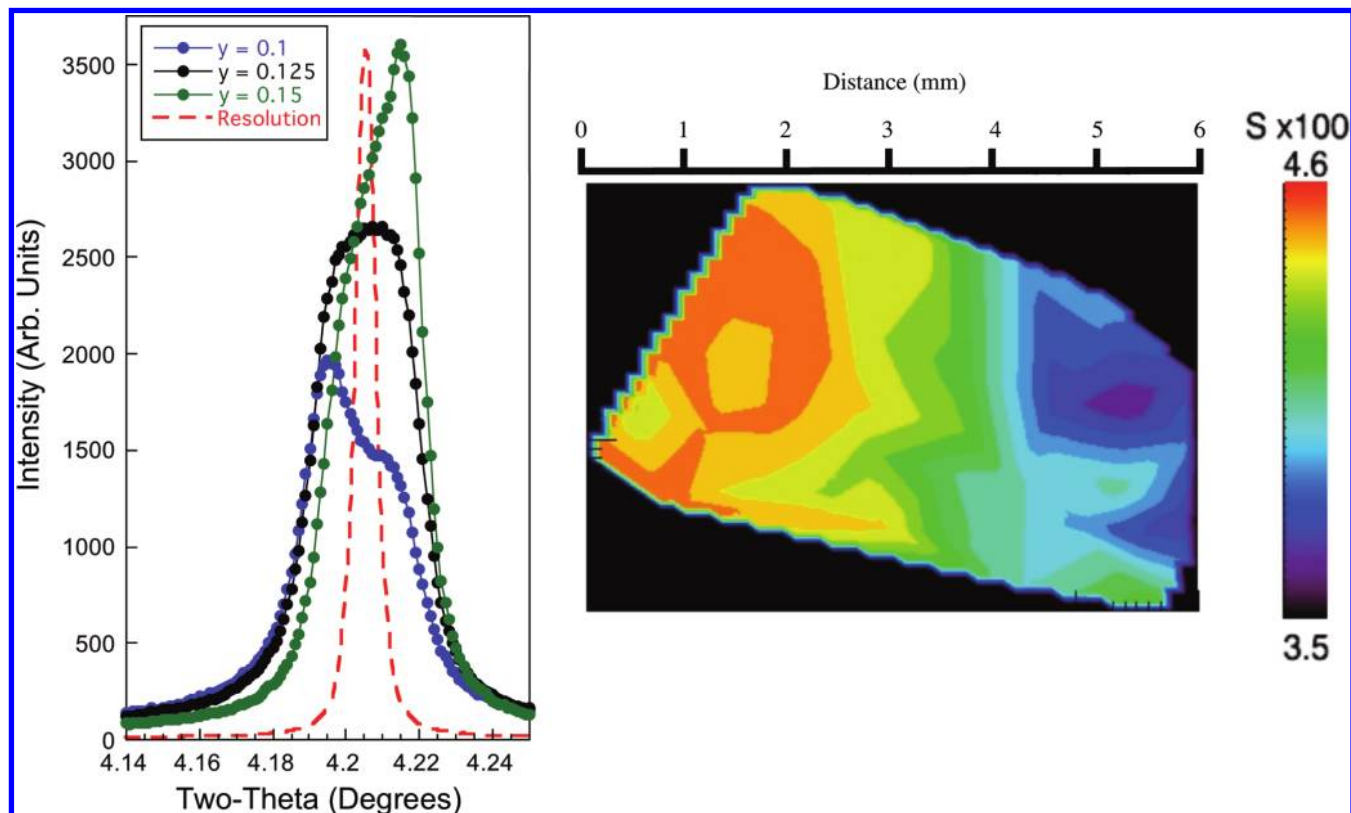 y = 0.1
y = 0.125
y = 0.15
Resolution
3500
3000
2500
2000
1500
1000
500
0
Intensity (Arb. Units)
4.14 4.16 4.18 4.2 4.22 4.24
Two-Theta (Degrees)
Distance (mm)
0 1 2 3 4 5 6
S x100
4.6
3.5